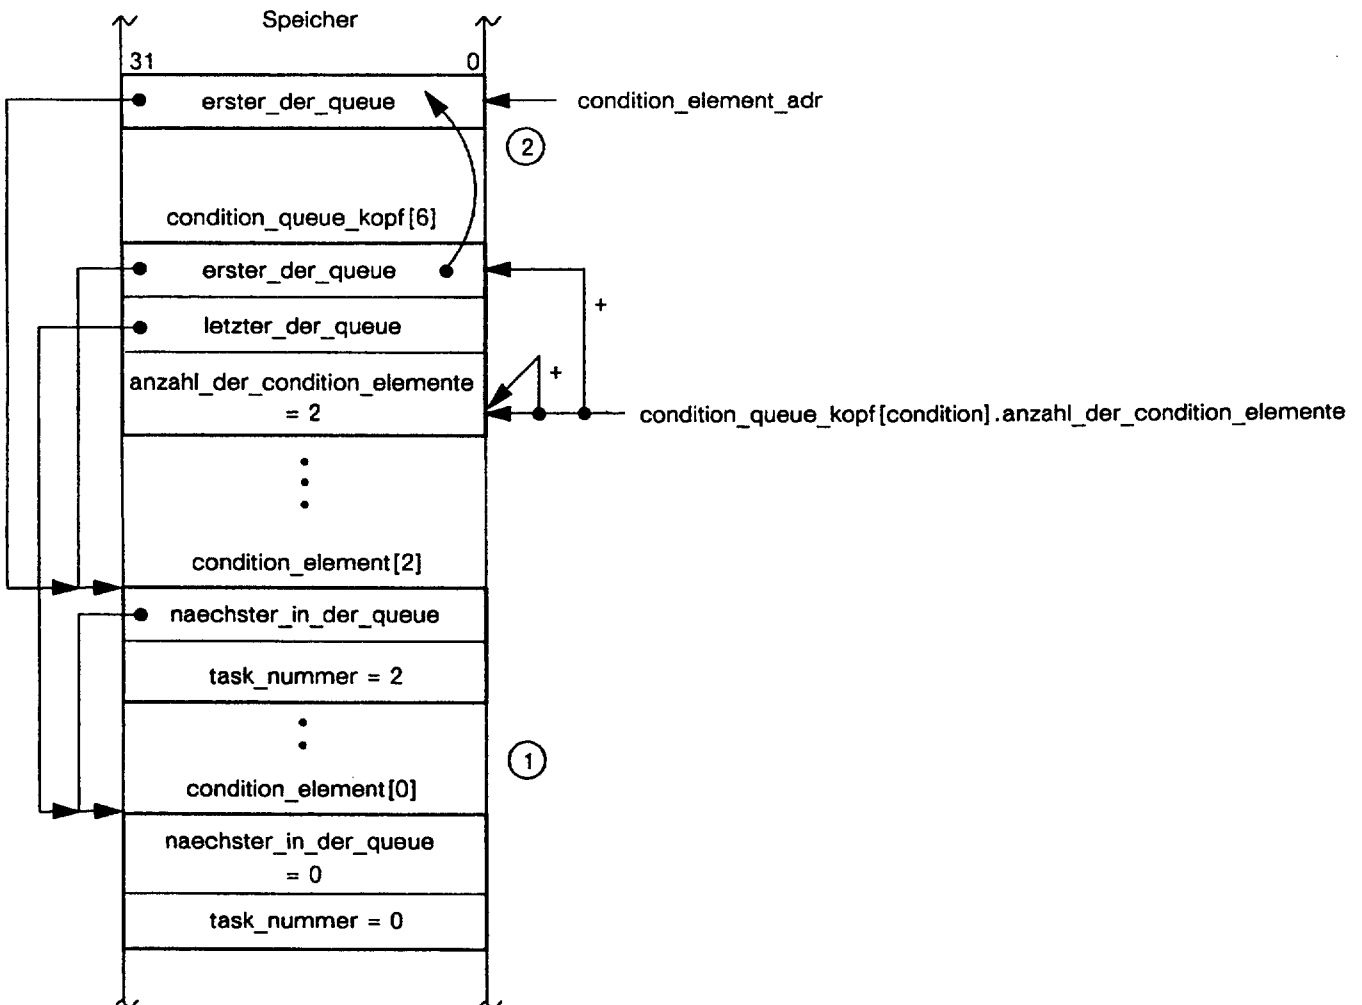 Speicher
31 0
erster_der_queue
condition_element_adr
2
condition_queue_kopf[6]
erster_der_queue
+
letzter_der_queue
anzahl_der_condition_elemente
+
= 2
condition_queue_kopf[condition].anzahl_der_condition_elemente
condition_element[2]
naechster_in_der_queue
task_nummer = 2
1
condition_element[0]
naechster_in_der_queue
= 0
task_nummer = 0